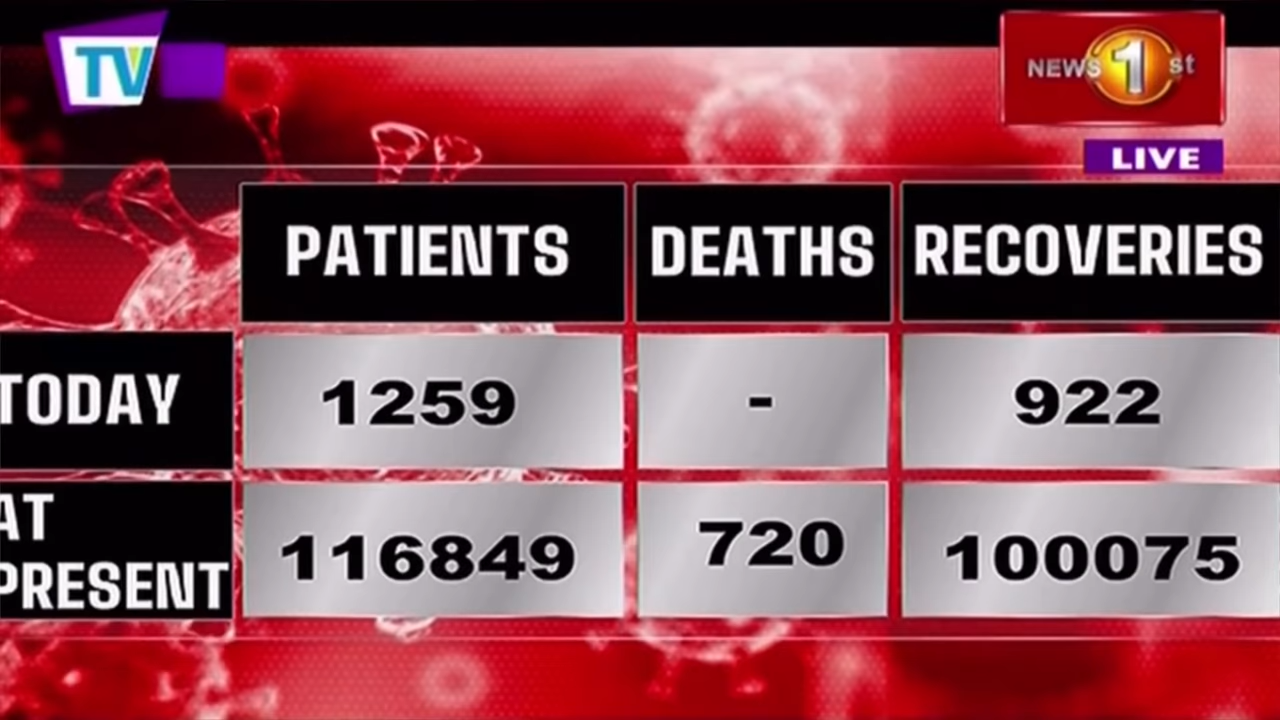 TV
NEWS 1st
LIVE
PATIENTS DEATHS RECOVERIES
TODAY 1259 - 922
AT
PRESENT 116849 720 100075